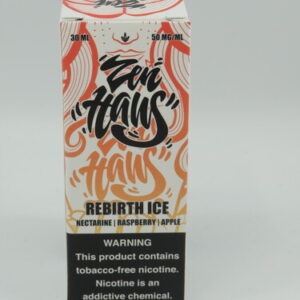 30 ML 50 MG/ML
Zen
Haus
Zen
Haus
REBIRTH ICE
NECTARINE | RASPBERRY | APPLE
WARNING
This product contains
tobacco-free nicotine.
Nicotine is an
addictive chemical.